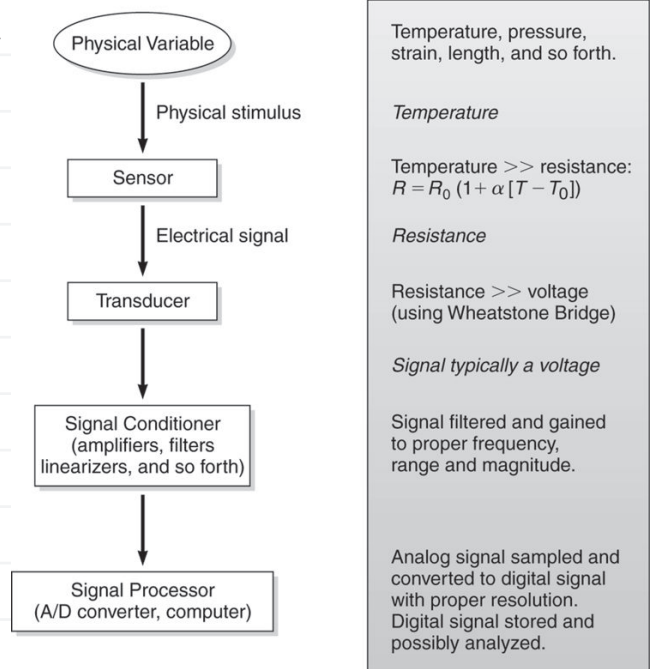 Physical Variable
Physical stimulus
Sensor
Electrical signal
Transducer
Signal Conditioner
(amplifiers, filters
linearizers, and so forth)
Signal Processor
(A/D converter, computer)
Temperature, pressure,
strain, length, and so forth.
Temperature
Temperature >> resistance:
R = R₀ (1 + α [T − T₀])
Resistance
Resistance >> voltage
(using Wheatstone Bridge)
Signal typically a voltage
Signal filtered and gained
to proper frequency,
range and magnitude.
Analog signal sampled and
converted to digital signal
with proper resolution.
Digital signal stored and
possibly analyzed.